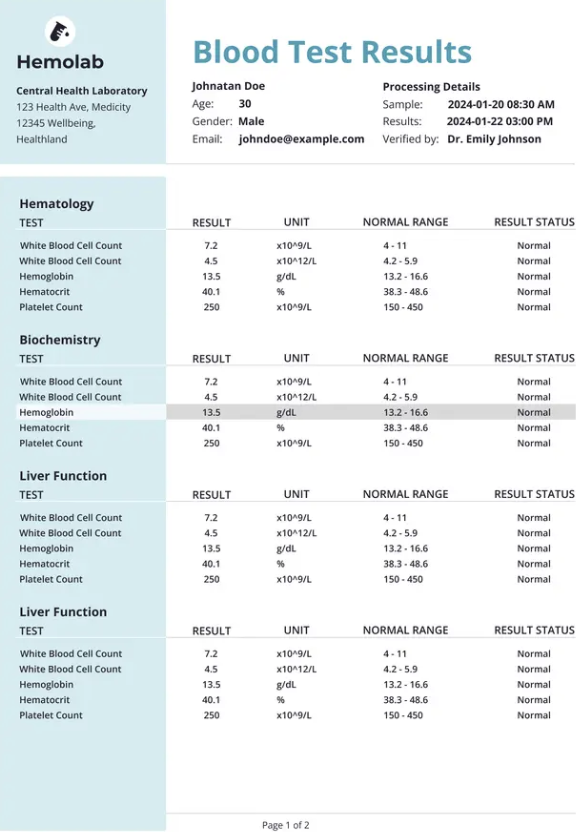 Hemolab
Central Health Laboratory
123 Health Ave, Medicity
12345 Wellbeing,
Healthland
Blood Test Results
Johnatan Doe
Age: 30
Gender: Male
Email: johndoe@example.com
Processing Details
Sample: 2024-01-20 08:30 AM
Results: 2024-01-22 03:00 PM
Verified by: Dr. Emily Johnson
Hematology
TEST RESULT UNIT NORMAL RANGE RESULT STATUS
White Blood Cell Count 7.2 x10^9/L 4 - 11 Normal
White Blood Cell Count 4.5 x10^12/L 4.2 - 5.9 Normal
Hemoglobin 13.5 g/dL 13.2 - 16.6 Normal
Hematocrit 40.1 % 38.3 - 48.6 Normal
Platelet Count 250 x10^9/L 150 - 450 Normal
Biochemistry
TEST RESULT UNIT NORMAL RANGE RESULT STATUS
White Blood Cell Count 7.2 x10^9/L 4 - 11 Normal
White Blood Cell Count 4.5 x10^12/L 4.2 - 5.9 Normal
Hemoglobin 13.5 g/dL 13.2 - 16.6 Normal
Hematocrit 40.1 % 38.3 - 48.6 Normal
Platelet Count 250 x10^9/L 150 - 450 Normal
Liver Function
TEST RESULT UNIT NORMAL RANGE RESULT STATUS
White Blood Cell Count 7.2 x10^9/L 4 - 11 Normal
White Blood Cell Count 4.5 x10^12/L 4.2 - 5.9 Normal
Hemoglobin 13.5 g/dL 13.2 - 16.6 Normal
Hematocrit 40.1 % 38.3 - 48.6 Normal
Platelet Count 250 x10^9/L 150 - 450 Normal
Liver Function
TEST RESULT UNIT NORMAL RANGE RESULT STATUS
White Blood Cell Count 7.2 x10^9/L 4 - 11 Normal
White Blood Cell Count 4.5 x10^12/L 4.2 - 5.9 Normal
Hemoglobin 13.5 g/dL 13.2 - 16.6 Normal
Hematocrit 40.1 % 38.3 - 48.6 Normal
Platelet Count 250 x10^9/L 150 - 450 Normal
Page 1 of 2